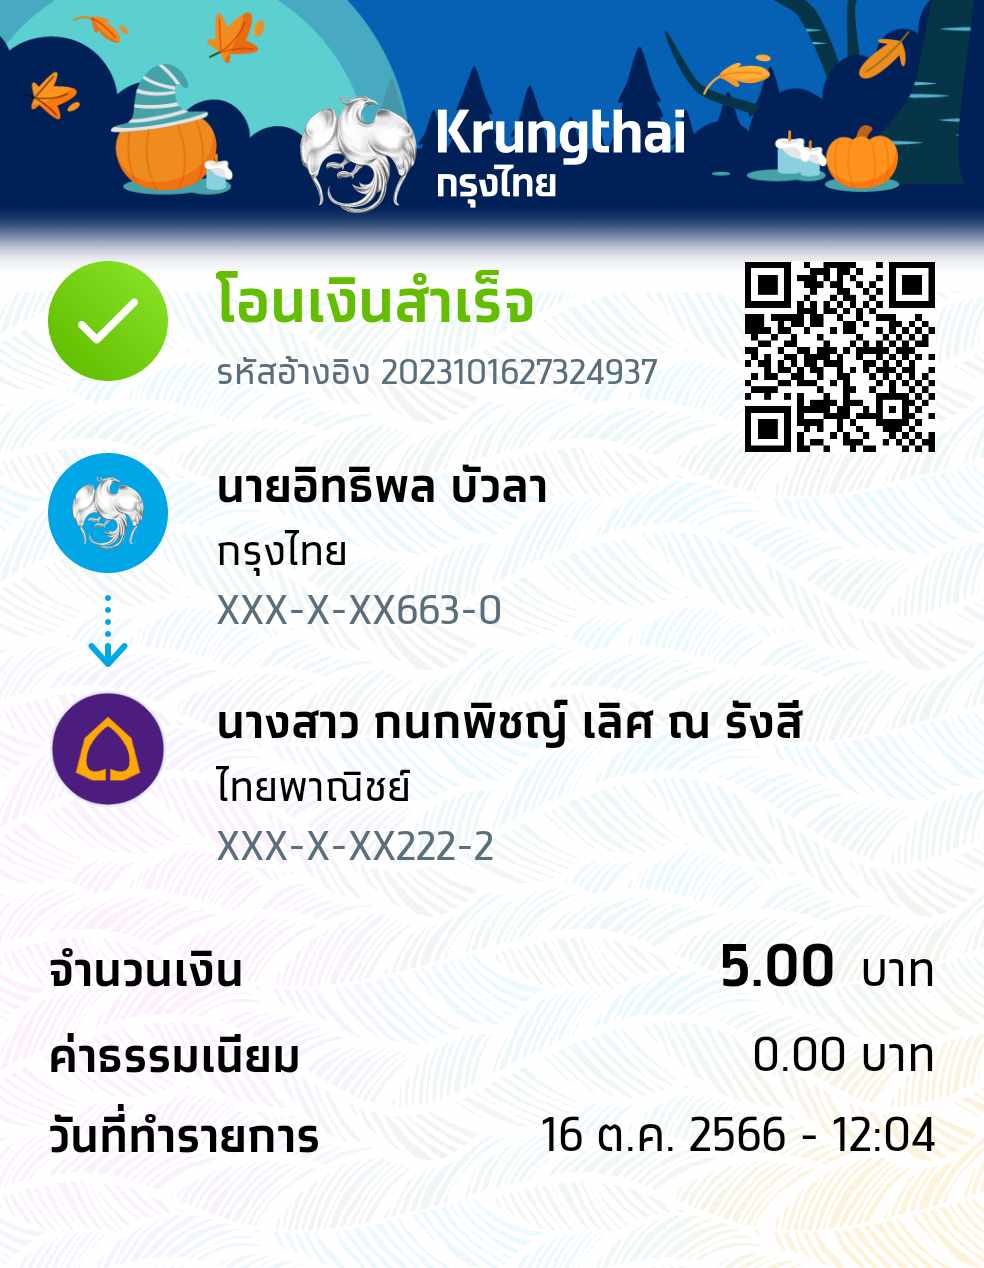 Krungthai
กรุงไทย
โอนเงินสำเร็จ
รหัสอ้างอิง 2023101627324937
นายอิทธิพล บัวลา
กรุงไทย
XXX-X-XX663-0
นางสาว กนกพิชญ์ เลิศ ณ รังสี
ไทยพาณิชย์
XXX-X-XX222-2
จำนวนเงิน 5.00 บาท
ค่าธรรมเนียม 0.00 บาท
วันที่ทำรายการ 16 ต.ค. 2566 - 12:04